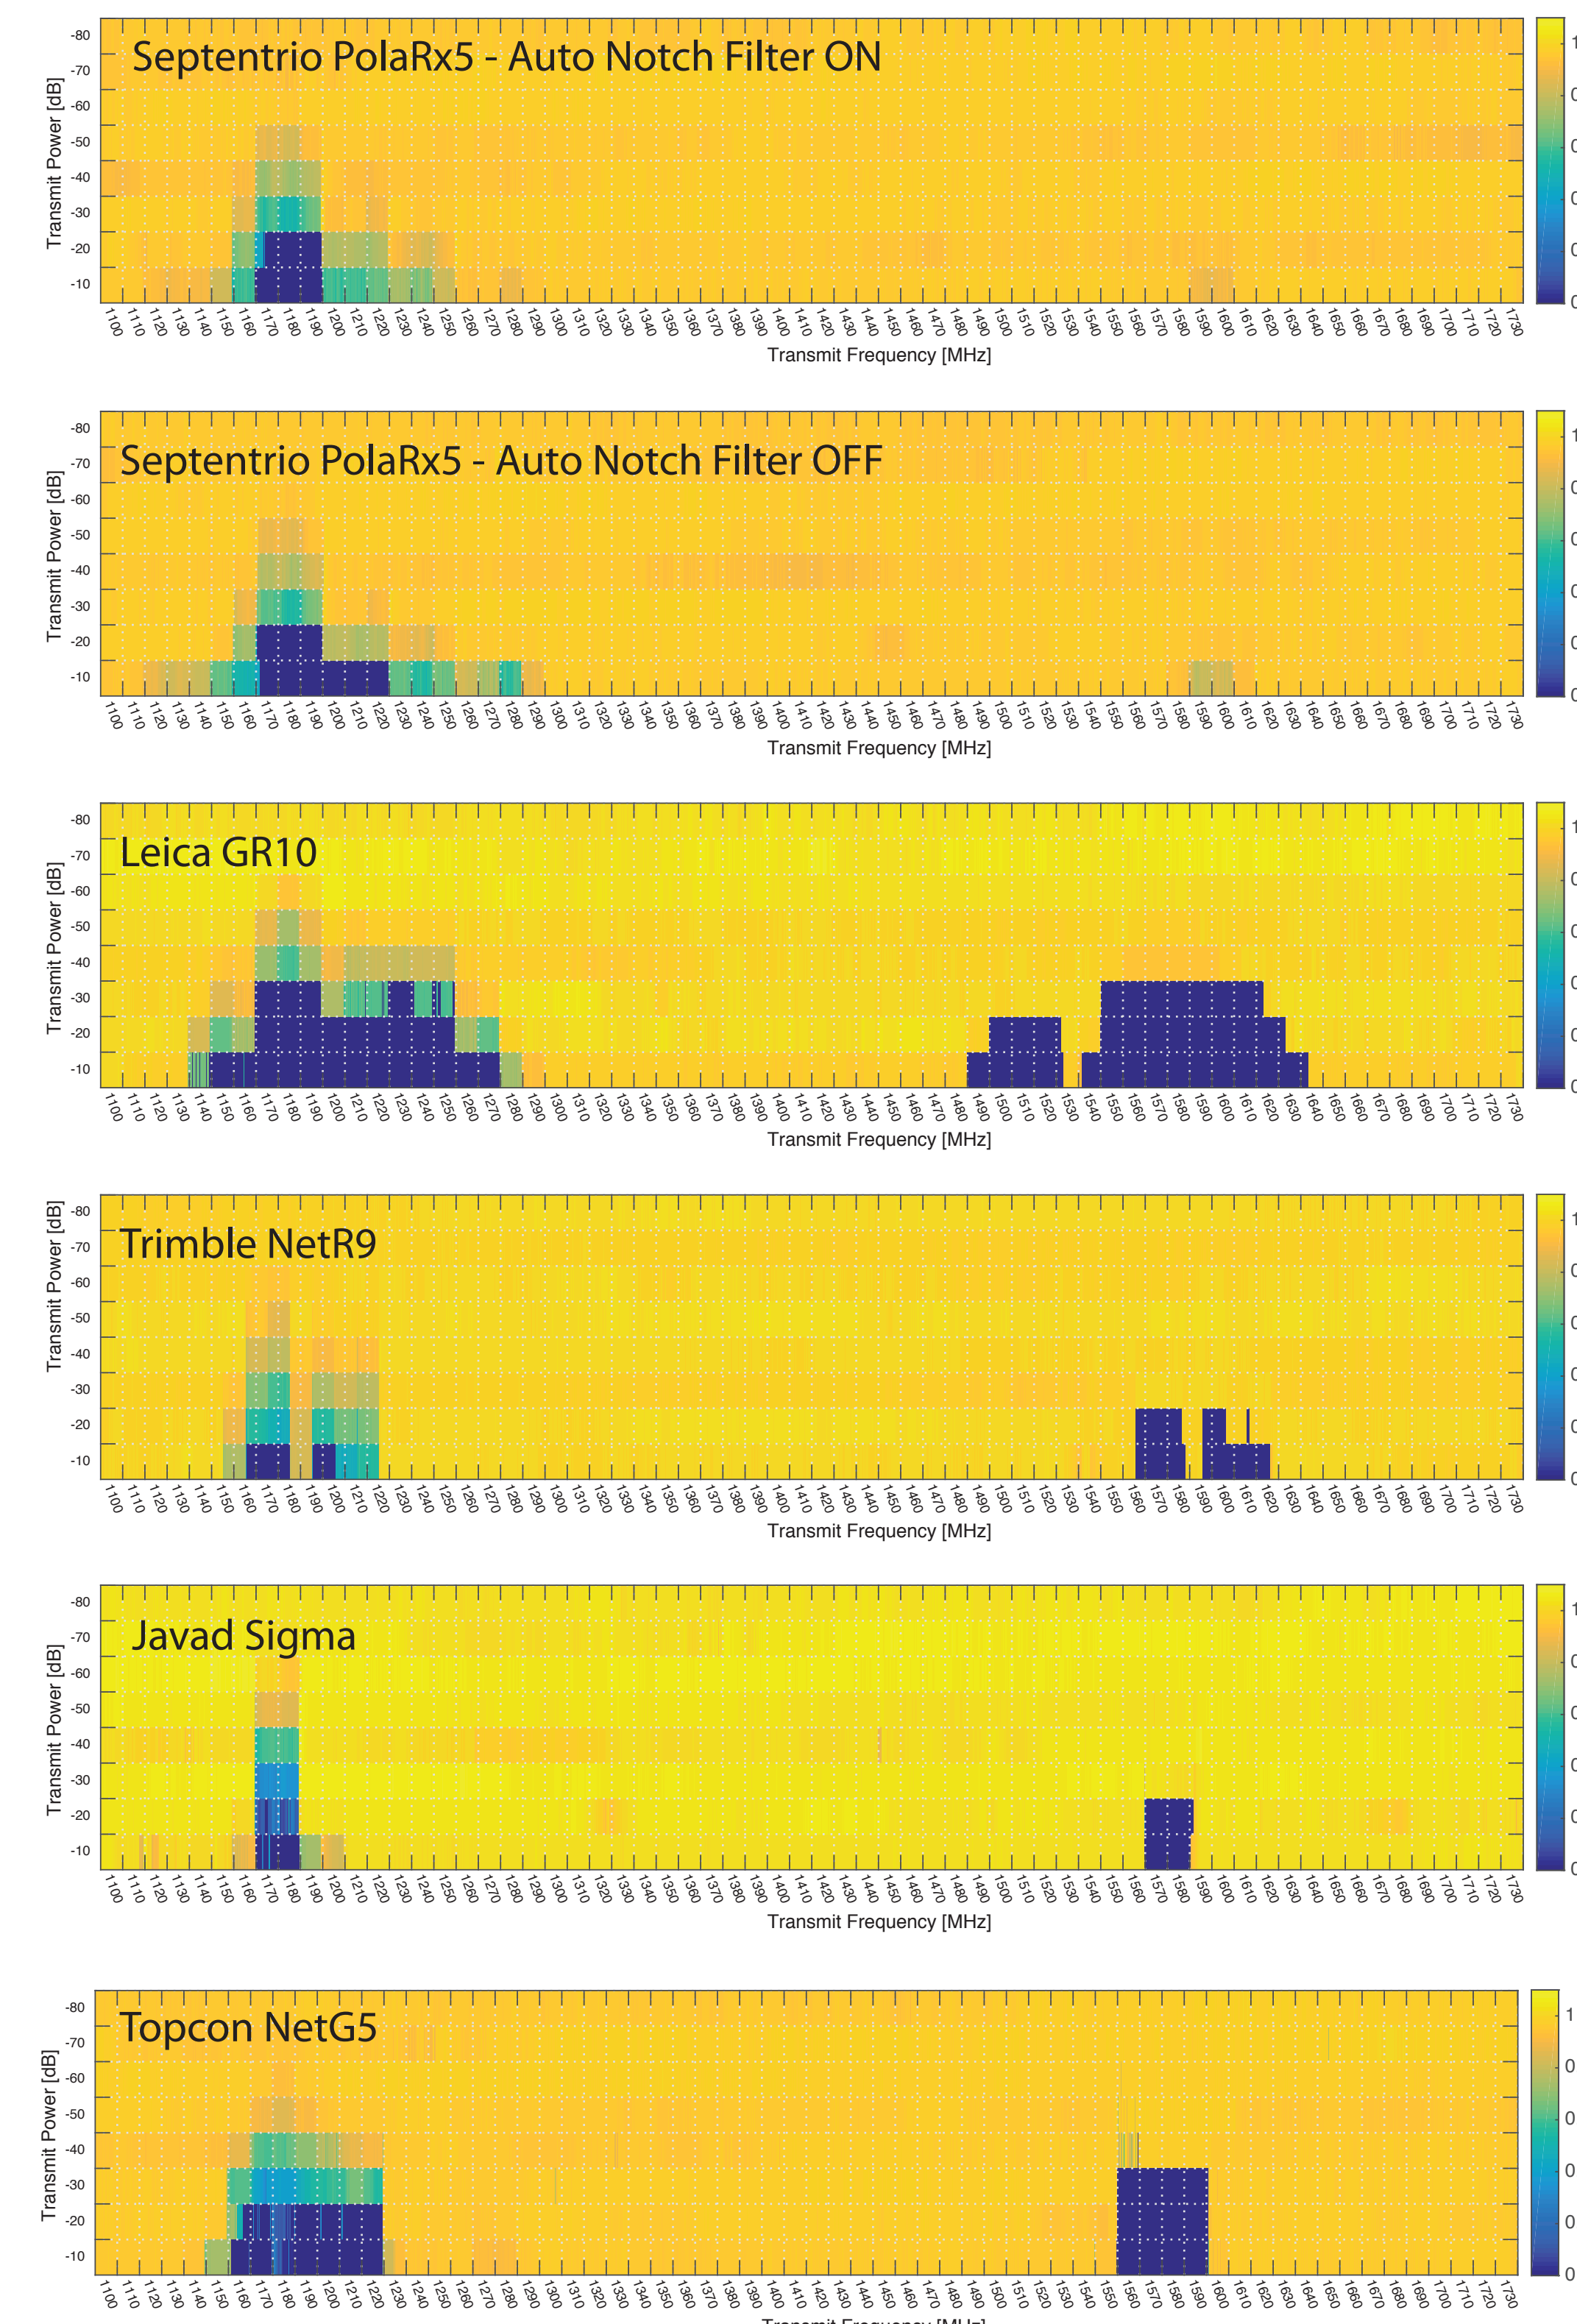 Septentrio PolaRx5 - Auto Notch Filter ON
Transmit Power [dB]
-80
-70
-60
-50
-40
-30
-20
-10
1100 1110 1120 1130 1140 1150 1160 1170 1180 1190 1200 1210 1220 1230 1240 1250 1260 1270 1280 1290 1300 1310 1320 1330 1340 1350 1360 1370 1380 1390 1400 1410 1420 1430 1440 1450 1460 1470 1480 1490 1500 1510 1520 1530 1540 1550 1560 1570 1580 1590 1600 1610 1620 1630 1640 1650 1660 1670 1680 1690 1700 1710 1720 1730
Transmit Frequency [MHz]
Septentrio PolaRx5 - Auto Notch Filter OFF
Transmit Power [dB]
-80
-70
-60
-50
-40
-30
-20
-10
1100 1110 1120 1130 1140 1150 1160 1170 1180 1190 1200 1210 1220 1230 1240 1250 1260 1270 1280 1290 1300 1310 1320 1330 1340 1350 1360 1370 1380 1390 1400 1410 1420 1430 1440 1450 1460 1470 1480 1490 1500 1510 1520 1530 1540 1550 1560 1570 1580 1590 1600 1610 1620 1630 1640 1650 1660 1670 1680 1690 1700 1710 1720 1730
Transmit Frequency [MHz]
Leica GR10
Transmit Power [dB]
-80
-70
-60
-50
-40
-30
-20
-10
1100 1110 1120 1130 1140 1150 1160 1170 1180 1190 1200 1210 1220 1230 1240 1250 1260 1270 1280 1290 1300 1310 1320 1330 1340 1350 1360 1370 1380 1390 1400 1410 1420 1430 1440 1450 1460 1470 1480 1490 1500 1510 1520 1530 1540 1550 1560 1570 1580 1590 1600 1610 1620 1630 1640 1650 1660 1670 1680 1690 1700 1710 1720 1730
Transmit Frequency [MHz]
Trimble NetR9
Transmit Power [dB]
-80
-70
-60
-50
-40
-30
-20
-10
1100 1110 1120 1130 1140 1150 1160 1170 1180 1190 1200 1210 1220 1230 1240 1250 1260 1270 1280 1290 1300 1310 1320 1330 1340 1350 1360 1370 1380 1390 1400 1410 1420 1430 1440 1450 1460 1470 1480 1490 1500 1510 1520 1530 1540 1550 1560 1570 1580 1590 1600 1610 1620 1630 1640 1650 1660 1670 1680 1690 1700 1710 1720 1730
Transmit Frequency [MHz]
Javad Sigma
Transmit Power [dB]
-80
-70
-60
-50
-40
-30
-20
-10
1100 1110 1120 1130 1140 1150 1160 1170 1180 1190 1200 1210 1220 1230 1240 1250 1260 1270 1280 1290 1300 1310 1320 1330 1340 1350 1360 1370 1380 1390 1400 1410 1420 1430 1440 1450 1460 1470 1480 1490 1500 1510 1520 1530 1540 1550 1560 1570 1580 1590 1600 1610 1620 1630 1640 1650 1660 1670 1680 1690 1700 1710 1720 1730
Transmit Frequency [MHz]
Topcon NetG5
Transmit Power [dB]
-80
-70
-60
-50
-40
-30
-20
-10
1
0
0
0
0
0
1100 1110 1120 1130 1140 1150 1160 1170 1180 1190 1200 1210 1220 1230 1240 1250 1260 1270 1280 1290 1300 1310 1320 1330 1340 1350 1360 1370 1380 1390 1400 1410 1420 1430 1440 1450 1460 1470 1480 1490 1500 1510 1520 1530 1540 1550 1560 1570 1580 1590 1600 1610 1620 1630 1640 1650 1660 1670 1680 1690 1700 1710 1720 1730